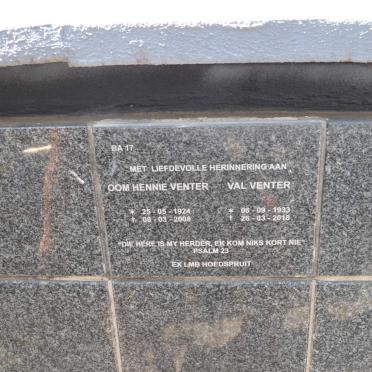 BA 17
MET LIEFDEVOLLE HERINNERING AAN
OOM HENNIE VENTER VAL VENTER
* 25 - 05 - 1924 * 06 - 09 - 1933
† 08 - 03 - 2008 † 26 - 03 - 2018
"DIE HERE IS MY HERDER, EK KOM NIKS KORT NIE"
PSALM 23
EX LMB HOEDSPRUIT